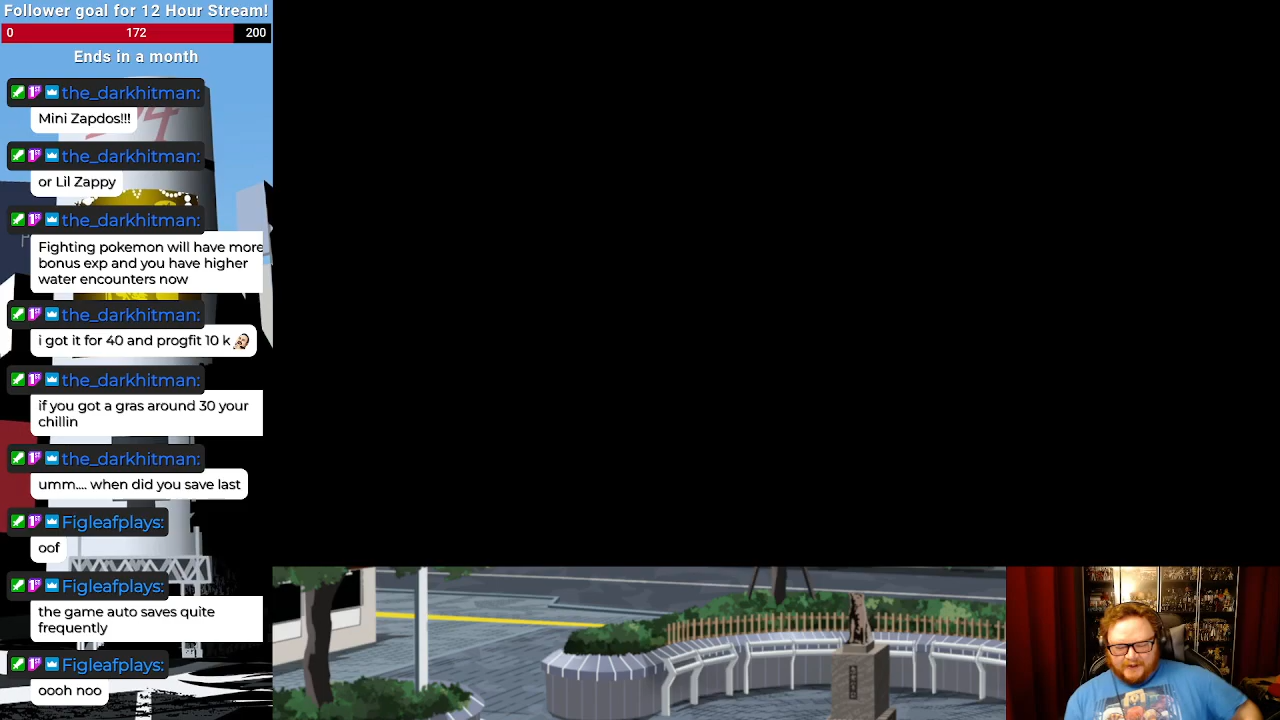 Follower goal for 12 Hour Stream!
0 172 200
Ends in a month
the_darkhitman:
Mini Zapdos!!!
the_darkhitman:
or Lil Zappy
the_darkhitman:
Fighting pokemon will have more
bonus exp and you have higher
water encounters now
the_darkhitman:
i got it for 40 and progfit 10 k
the_darkhitman:
if you got a gras around 30 your
chillin
the_darkhitman:
umm.... when did you save last
Figleafplays:
oof
Figleafplays:
the game auto saves quite
frequently
Figleafplays:
oooh noo